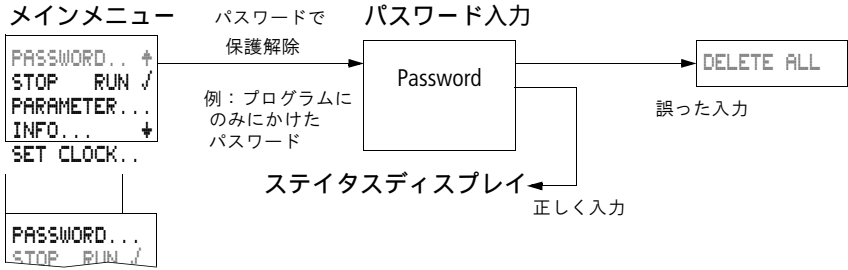 メインメニュー
パスワードで
保護解除
パスワード入力
PASSWORD..
STOP RUN √
PARAMETER...
INFO...
SET CLOCK..
例：プログラムに
のみにかけた
パスワード
Password
DELETE ALL
誤った入力
ステイタスディスプレイ
正しく入力
PASSWORD...
STOP RUN √